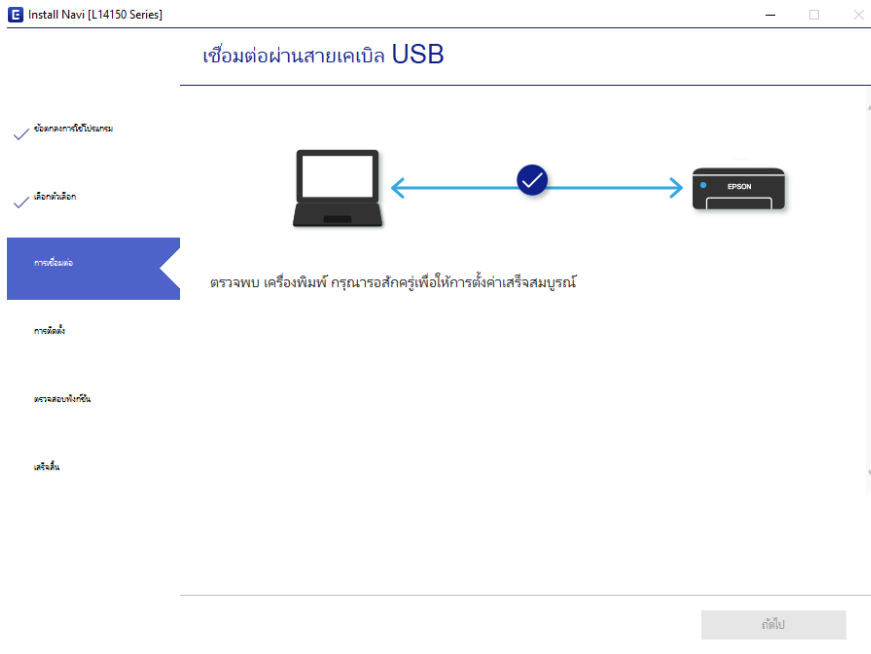 Install Navi [L14150 Series]
เชื่อมต่อผ่านสายเคเบิล USB
ข้อตกลงการใช้โปรแกรม
เลือกตัวเลือก
การเชื่อมต่อ
การติดตั้ง
ตรวจสอบฟังก์ชัน
เสร็จสิ้น
EPSON
ตรวจพบ เครื่องพิมพ์ กรุณารอสักครู่เพื่อให้การตั้งค่าเสร็จสมบูรณ์
ถัดไป